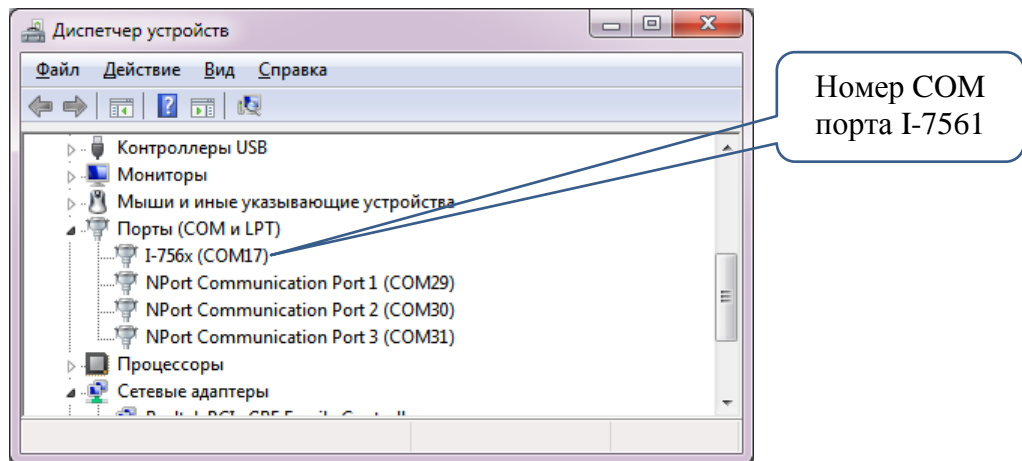 Диспетчер устройств
Файл Действие Вид Справка
Контроллеры USB
Мониторы
Мыши и иные указывающие устройства
Порты (COM и LPT)
I-756x (COM17)
NPort Communication Port 1 (COM29)
NPort Communication Port 2 (COM30)
NPort Communication Port 3 (COM31)
Процессоры
Сетевые адаптеры
Номер COM
порта I-7561